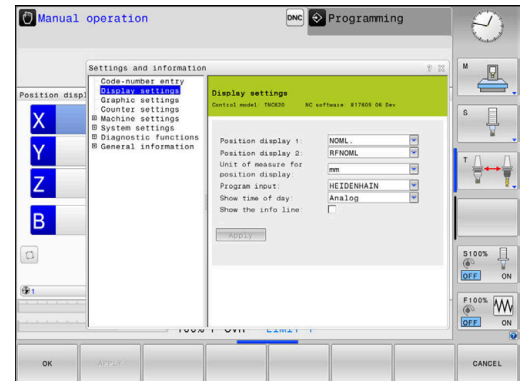 Manual operation
DNC
Programming
Settings and information
Position displ
Code-number entry
Display settings
Graphic settings
Counter settings
Machine settings
System settings
Diagnostic functions
General information
Display settings
Control model: TNC620 NC software: 817605 06 Dev
Position display 1: NOML.
Position display 2: RFNOML
Unit of measure for
position display: mm
Program input: HEIDENHAIN
Show time of day: Analog
Show the info line:
Apply
X
Y
Z
B
1
M
S
T
S100%
OFF ON
F100%
OFF ON
OK
APPLY
CANCEL